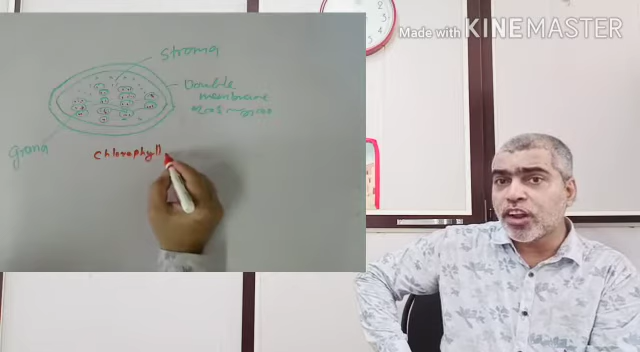 Made with KINEMASTER
Stroma
Double
membrane
Grana
Chlorophyll